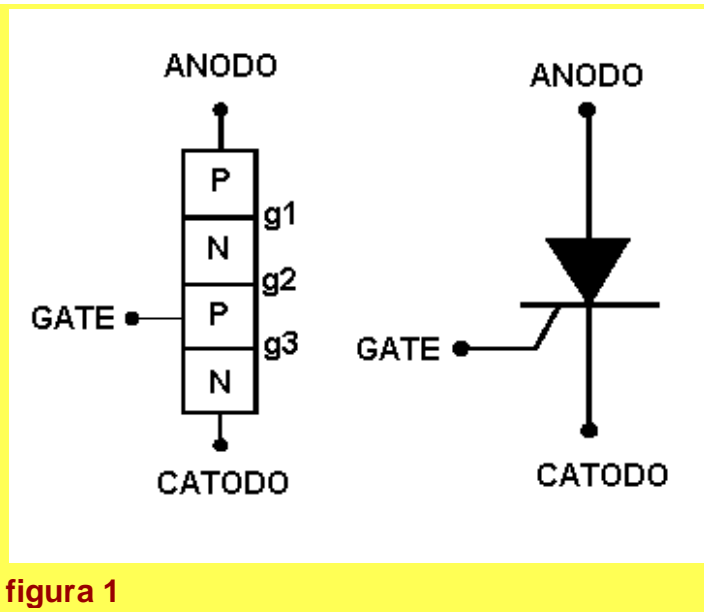 ANODO
P
g1
N
g2
GATE
P
g3
N
CATODO
ANODO
GATE
CATODO
figura 1